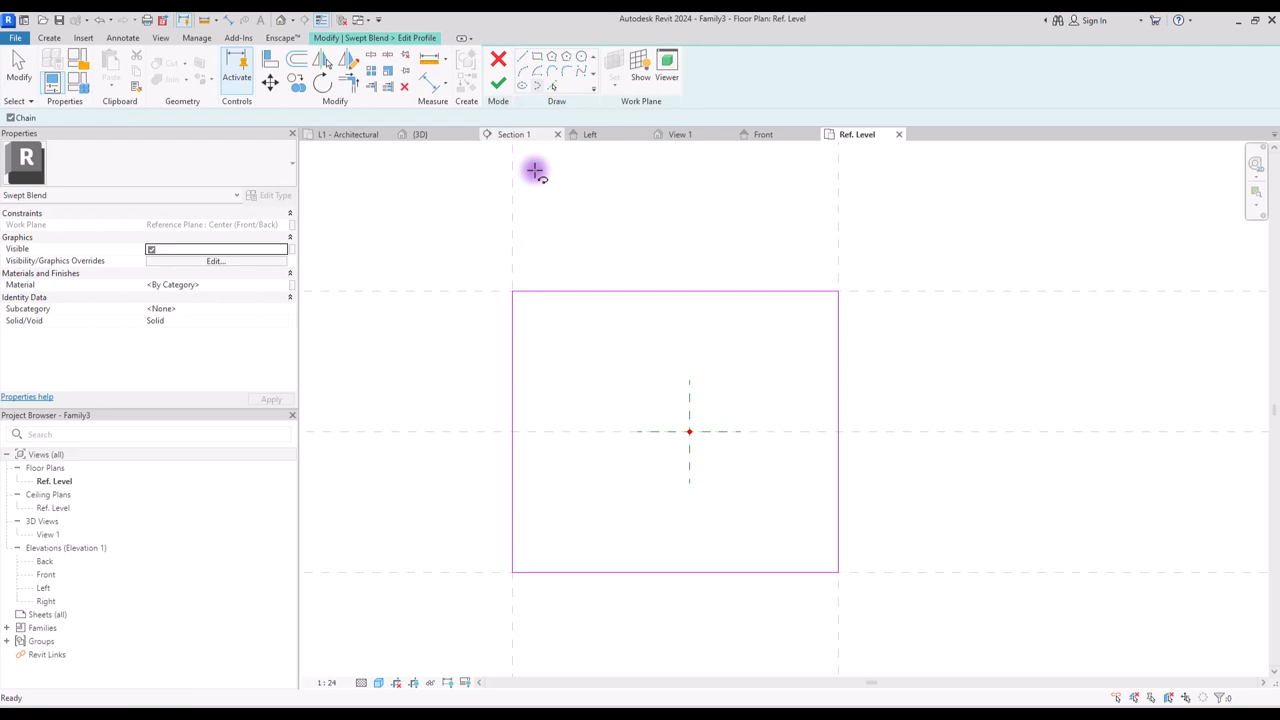 Autodesk Revit 2024 - Family3 - Floor Plan: Ref. Level
Sign In
File Create Insert Annotate View Manage Add-Ins Enscape™ Modify | Swept Blend > Edit Profile
Modify
Paste
Cut
Join
Activate
Set
Show
Viewer
Select
Properties
Clipboard
Geometry
Controls
Modify
Measure
Create
Mode
Draw
Work Plane
Chain
Properties
L1 - Architectural
{3D}
Section 1
Left
View 1
Front
Ref. Level
R
Swept Blend
Edit Type
Constraints
Work Plane Reference Plane : Center (Front/Back)
Graphics
Visible
Visibility/Graphics Overrides Edit...
Materials and Finishes
Material <By Category>
Identity Data
Subcategory <None>
Solid/Void Solid
Properties help
Apply
Project Browser - Family3
Search
Views (all)
Floor Plans
Ref. Level
Ceiling Plans
Ref. Level
3D Views
View 1
Elevations (Elevation 1)
Back
Front
Left
Right
Sheets (all)
Families
Groups
Revit Links
1 : 24
Ready
:0